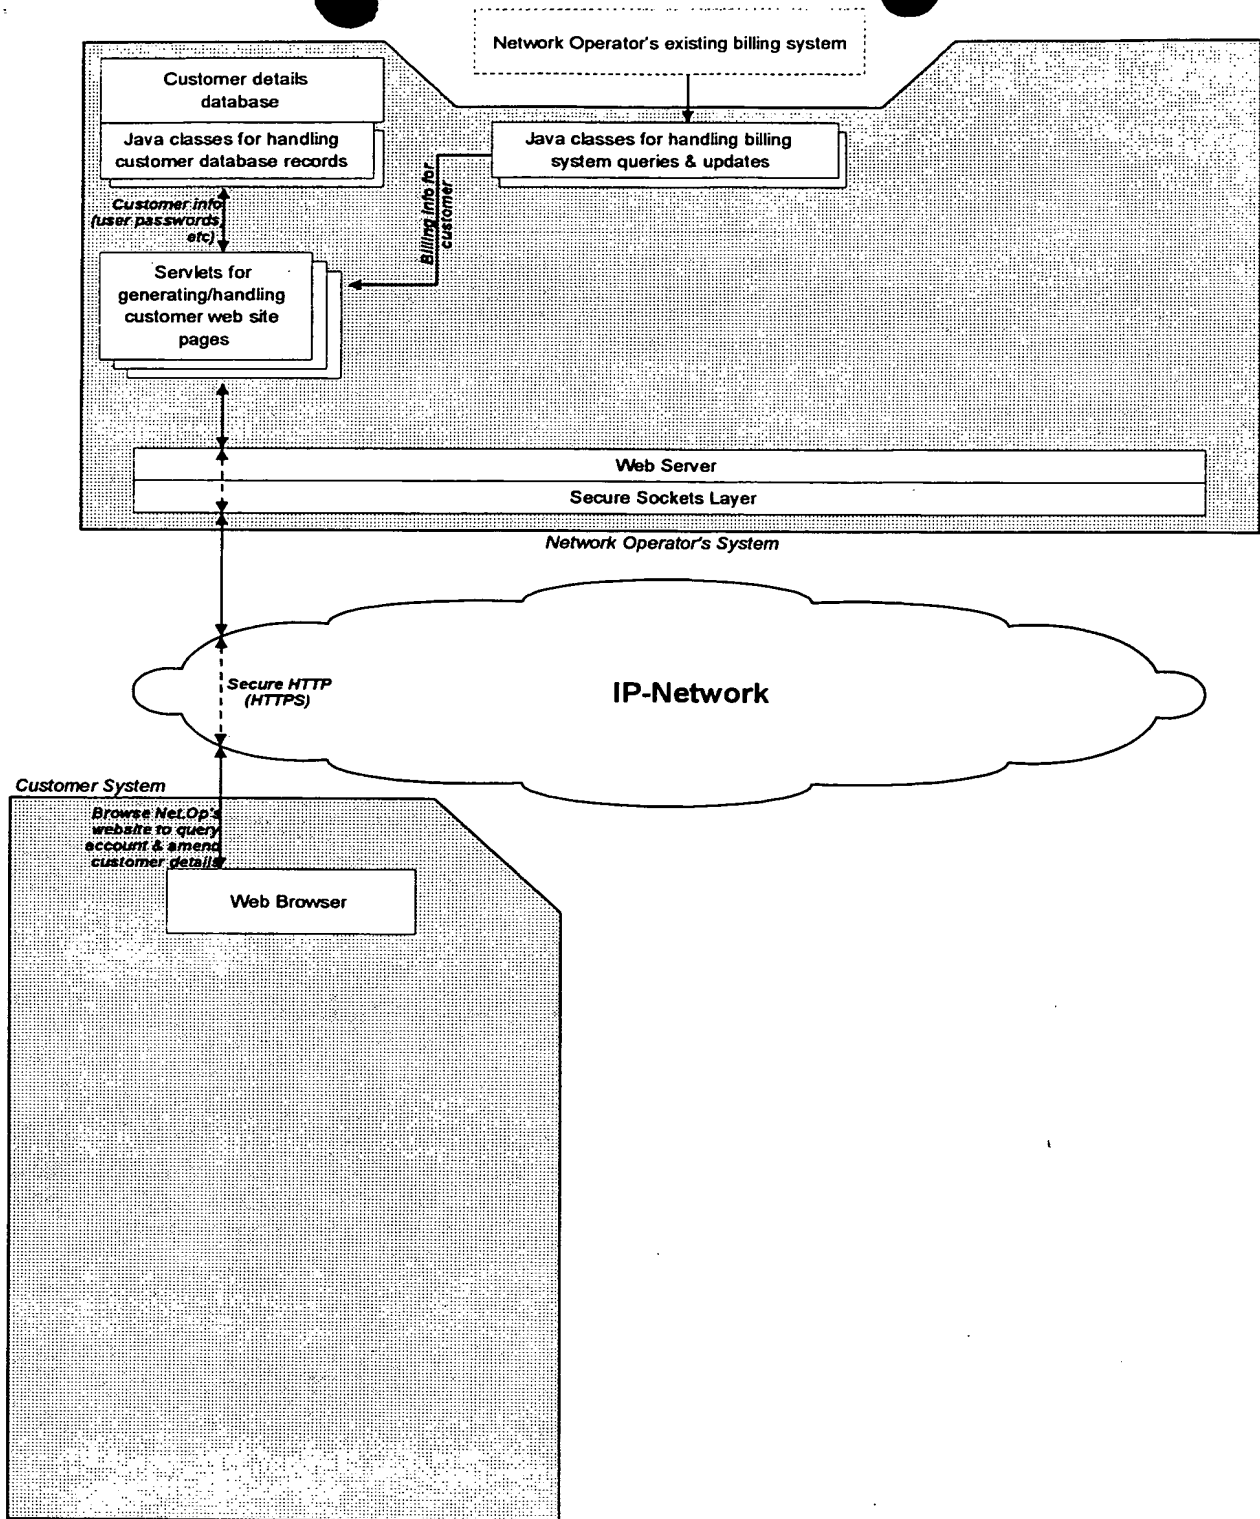 Network Operator's existing billing system
Customer details
database
Java classes for handling
customer database records
Java classes for handling billing
system queries & updates
Customer info
(user passwords,
etc)
Billing info for
customer
Servlets for
generating/handling
customer web site
pages
Web Server
Secure Sockets Layer
Network Operator's System
Secure HTTP
(HTTPS)
IP-Network
Customer System
Browse Net.Op's
website to query
account & amend
customer details
Web Browser